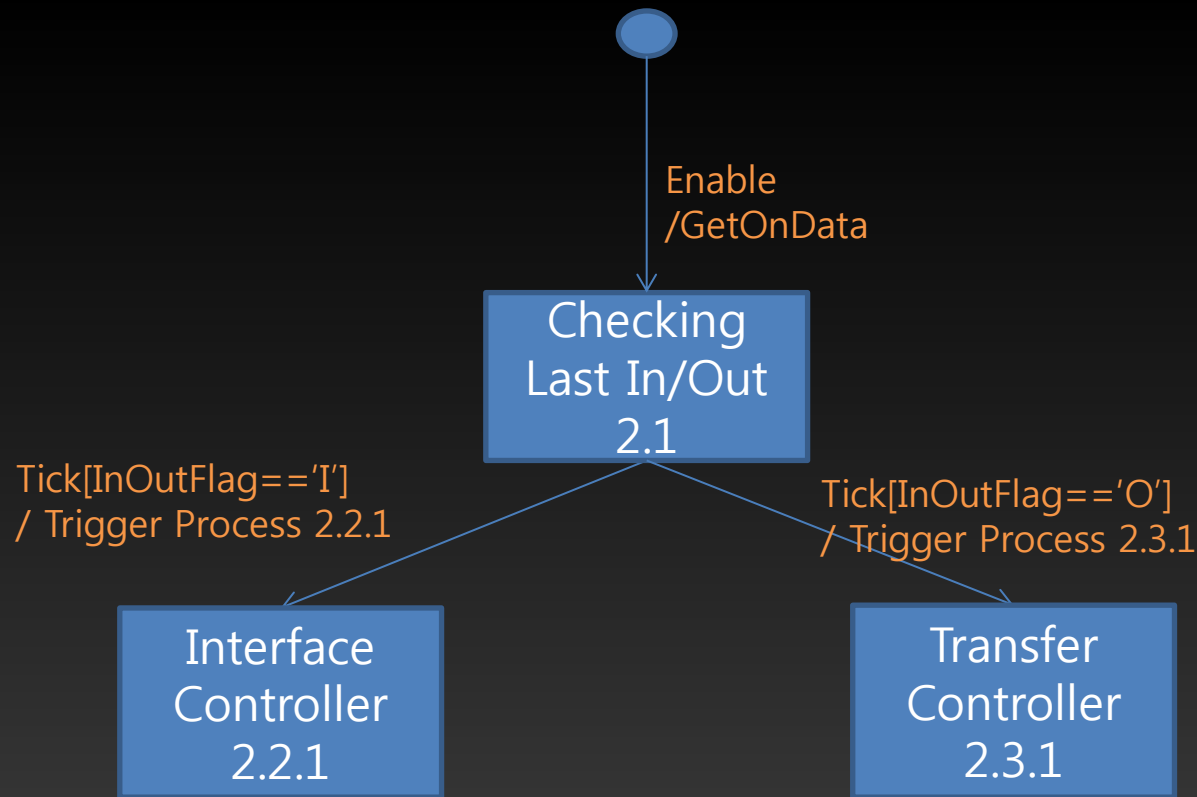 Enable
/GetOnData
Checking
Last In/Out
2.1
Tick[InOutFlag==‘I’]
/ Trigger Process 2.2.1
Tick[InOutFlag==‘O’]
/ Trigger Process 2.3.1
Interface
Controller
2.2.1
Transfer
Controller
2.3.1